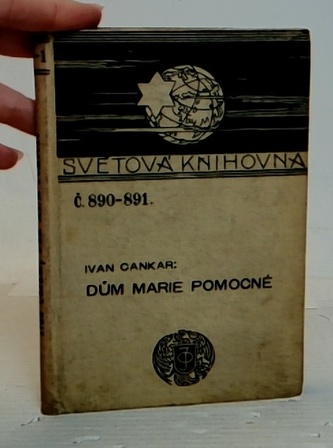 SVĚTOVÁ KNIHOVNA
Č. 890-891.
IVAN CANKAR:
DŮM MARIE POMOCNÉ